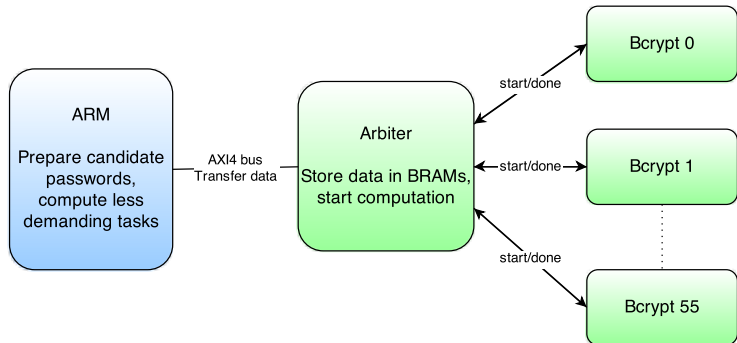 ARM
Prepare candidate
passwords,
compute less
demanding tasks
AXI4 bus
Transfer data
Arbiter
Store data in BRAMs,
start computation
start/done
start/done
start/done
Bcrypt 0
Bcrypt 1
Bcrypt 55